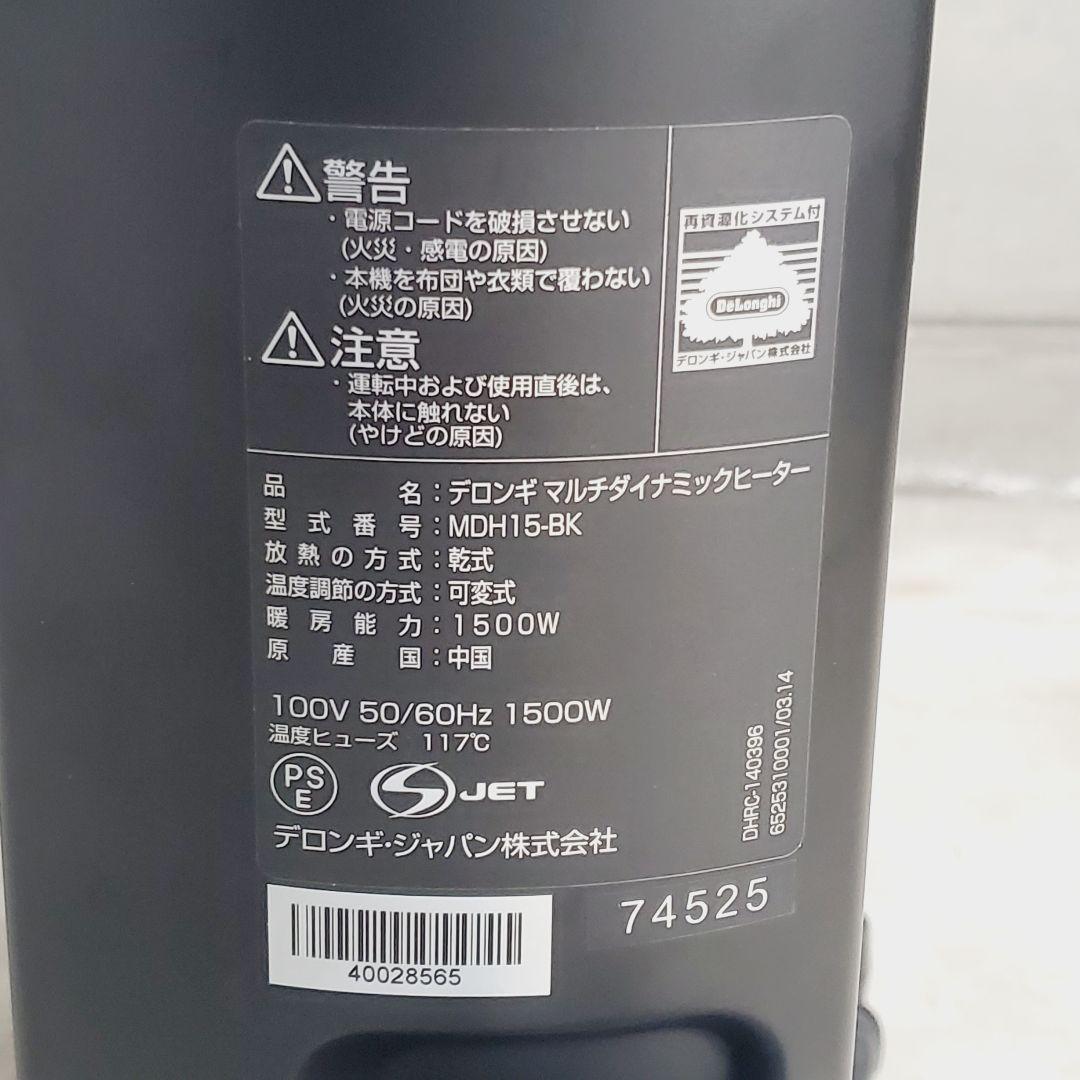 警告
・電源コードを破損させない
(火災・感電の原因)
・本機を布団や衣類で覆わない
(火災の原因)
注意
・運転中および使用直後は、
本体に触れない
(やけどの原因)
再資源化システム付
DeLonghi
デロンギ・ジャパン株式会社
品名：デロンギ マルチダイナミックヒーター
型式番号：MDH15-BK
放熱の方式：乾式
温度調節の方式：可変式
暖房能力：1500W
原産国：中国
100V 50/60Hz 1500W
温度ヒューズ 117℃
PSE
JET
デロンギ・ジャパン株式会社
DHRC-140396
6525310001/03.14
74525
40028565